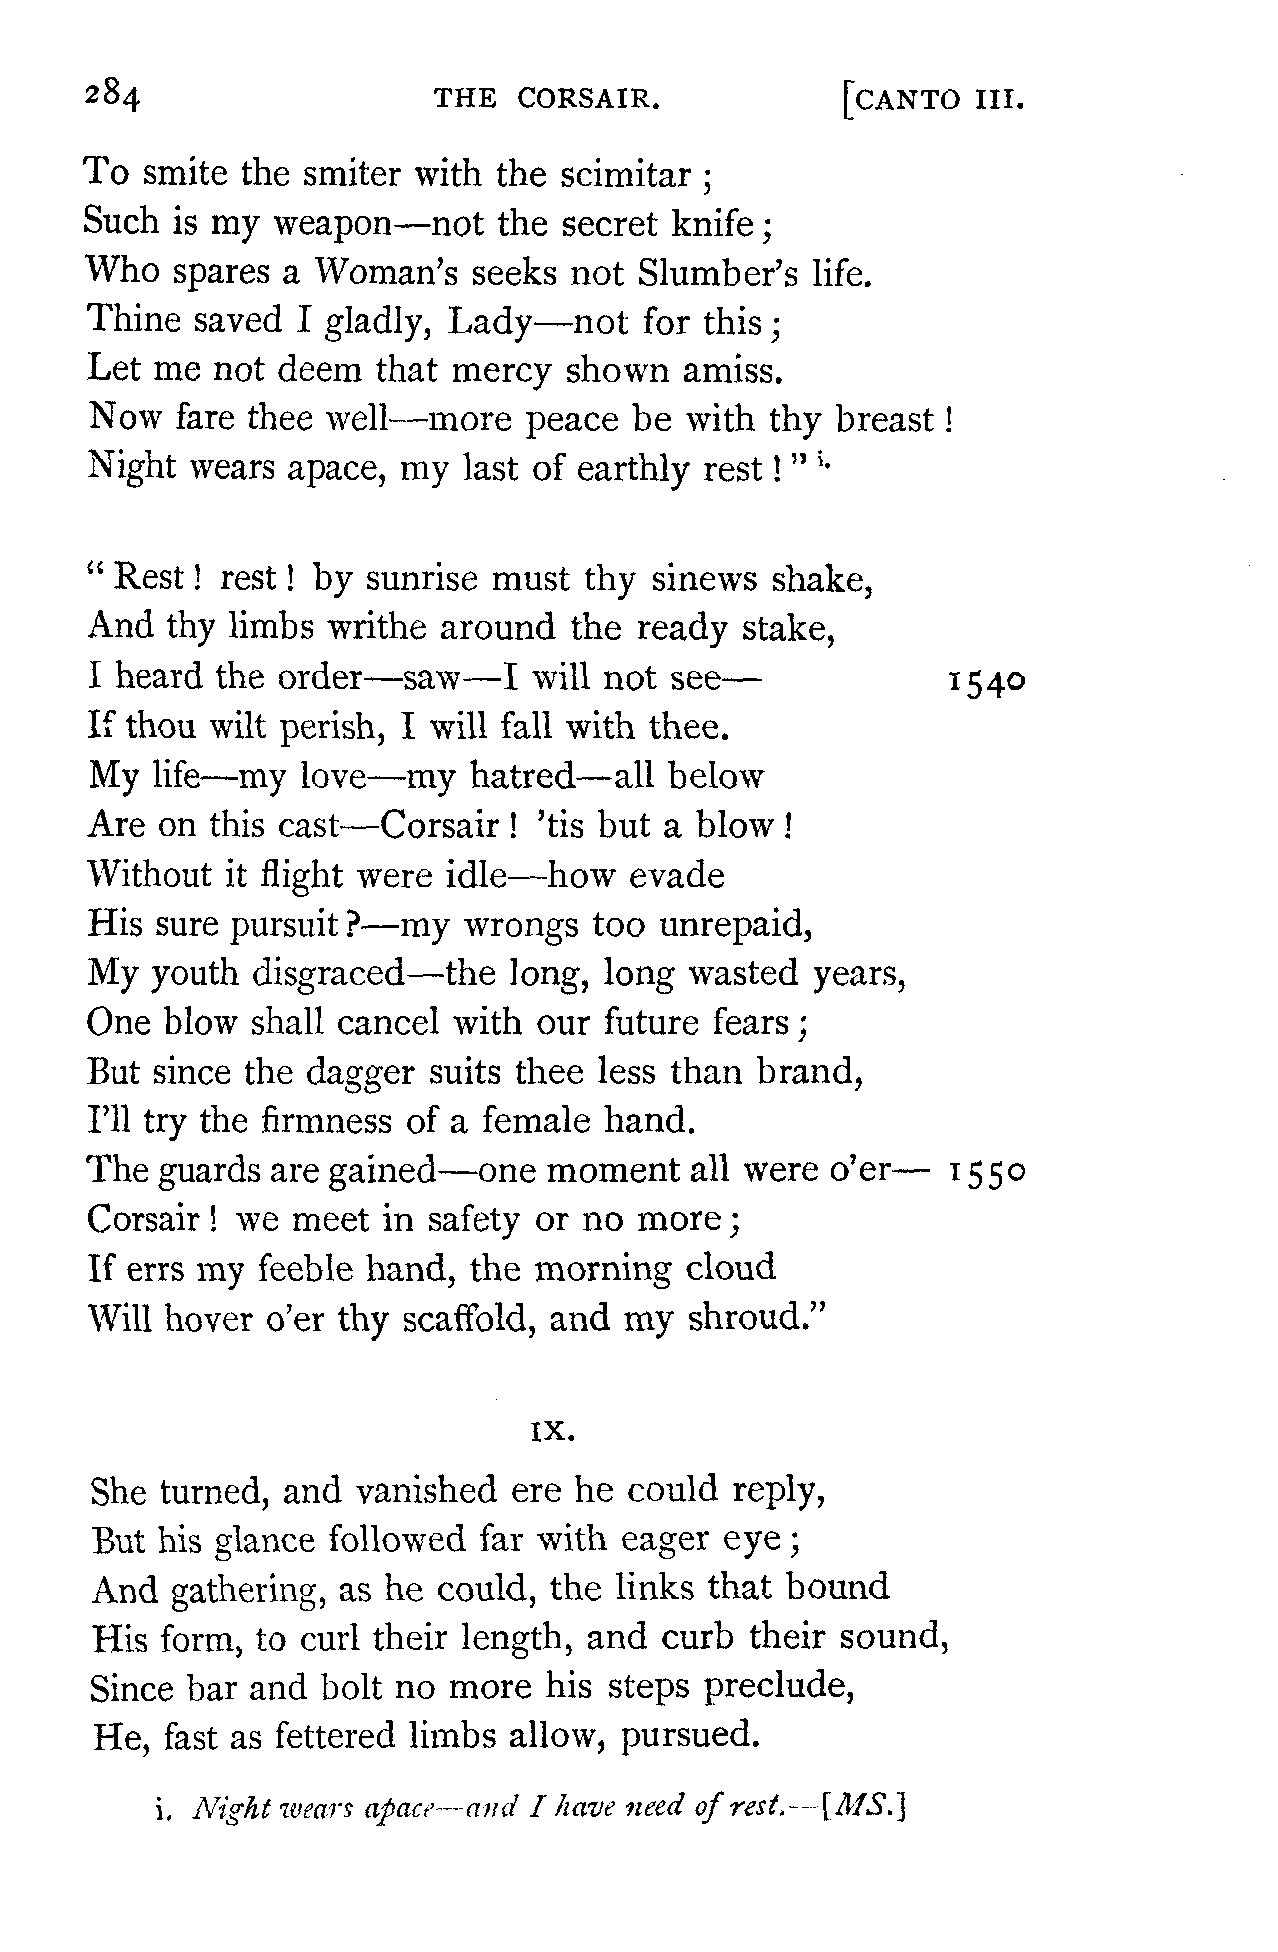 284 THE CORSAIR. [CANTO III.
To smite the smiter with the scimitar ;
Such is my weapon—not the secret knife ;
Who spares a Woman's seeks not Slumber's life.
Thine saved I gladly, Lady—not for this ;
Let me not deem that mercy shown amiss.
Now fare thee well—more peace be with thy breast !
Night wears apace, my last of earthly rest ! " i.
" Rest ! rest ! by sunrise must thy sinews shake,
And thy limbs writhe around the ready stake,
I heard the order—saw—I will not see— 1540
If thou wilt perish, I will fall with thee.
My life—my love—my hatred—all below
Are on this cast—Corsair ! 'tis but a blow !
Without it flight were idle—how evade
His sure pursuit ?—my wrongs too unrepaid,
My youth disgraced—the long, long wasted years,
One blow shall cancel with our future fears ;
But since the dagger suits thee less than brand,
I'll try the firmness of a female hand.
The guards are gained—one moment all were o'er— 1550
Corsair ! we meet in safety or no more ;
If errs my feeble hand, the morning cloud
Will hover o'er thy scaffold, and my shroud."
IX.
She turned, and vanished ere he could reply,
But his glance followed far with eager eye ;
And gathering, as he could, the links that bound
His form, to curl their length, and curb their sound,
Since bar and bolt no more his steps preclude,
He, fast as fettered limbs allow, pursued.
i. Night wears apace—and I have need of rest.—[MS.]